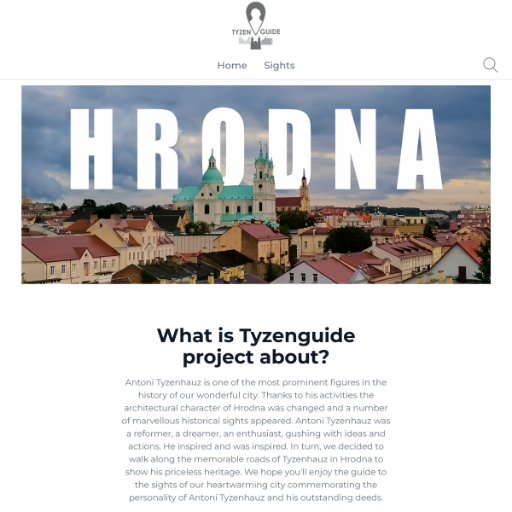 TYZEN GUIDE
Home Sights
HRODNA
What is Tyzenguide
project about?
Antoni Tyzenhauz is one of the most prominent figures in the
history of our wonderful city. Thanks to his activities the
architectural character of Hrodna was changed and a number
of marvellous historical sights appeared. Antoni Tyzenhauz was
a reformer, a dreamer, an enthusiast, gushing with ideas and
actions. He inspired and was inspired. In turn, we decided to
walk along the memorable roads of Tyzenhauz in Hrodna to
show his priceless heritage. We hope you'll enjoy the guide to
the sights of our heartwarming city commemorating the
personality of Antoni Tyzenhauz and his outstanding deeds.